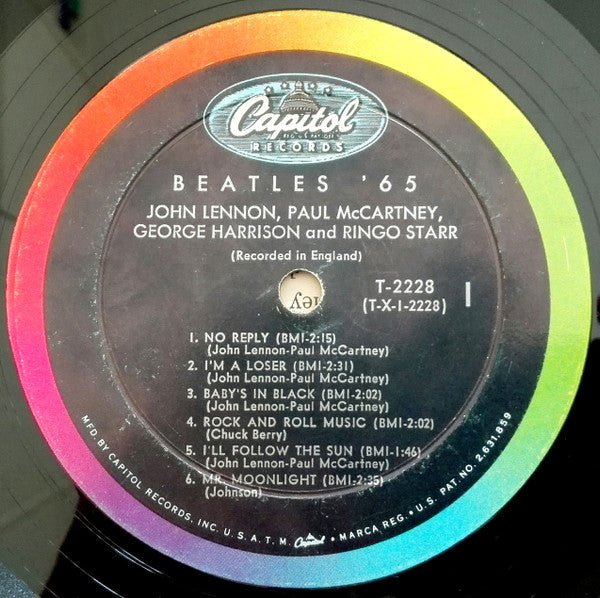 Capitol
REG. U.S. PAT. OFF.
RECORDS
BEATLES '65
JOHN LENNON, PAUL McCARTNEY,
GEORGE HARRISON and RINGO STARR
(Recorded in England)
T-2228
(T-X-1-2228)
1
1. NO REPLY (BMI-2:15)
(John Lennon-Paul McCartney)
2. I'M A LOSER (BMI-2:31)
(John Lennon-Paul McCartney)
3. BABY'S IN BLACK (BMI-2:02)
(John Lennon-Paul McCartney)
4. ROCK AND ROLL MUSIC (BMI-2:02)
(Chuck Berry)
5. I'LL FOLLOW THE SUN (BMI-1:46)
(John Lennon-Paul McCartney)
6. MR. MOONLIGHT (BMI-2:35)
(Johnson)
MFD. BY CAPITOL RECORDS, INC. U.S.A. T.M. Capitol • MARCA REG. • U.S. PAT. NO. 2,631,859